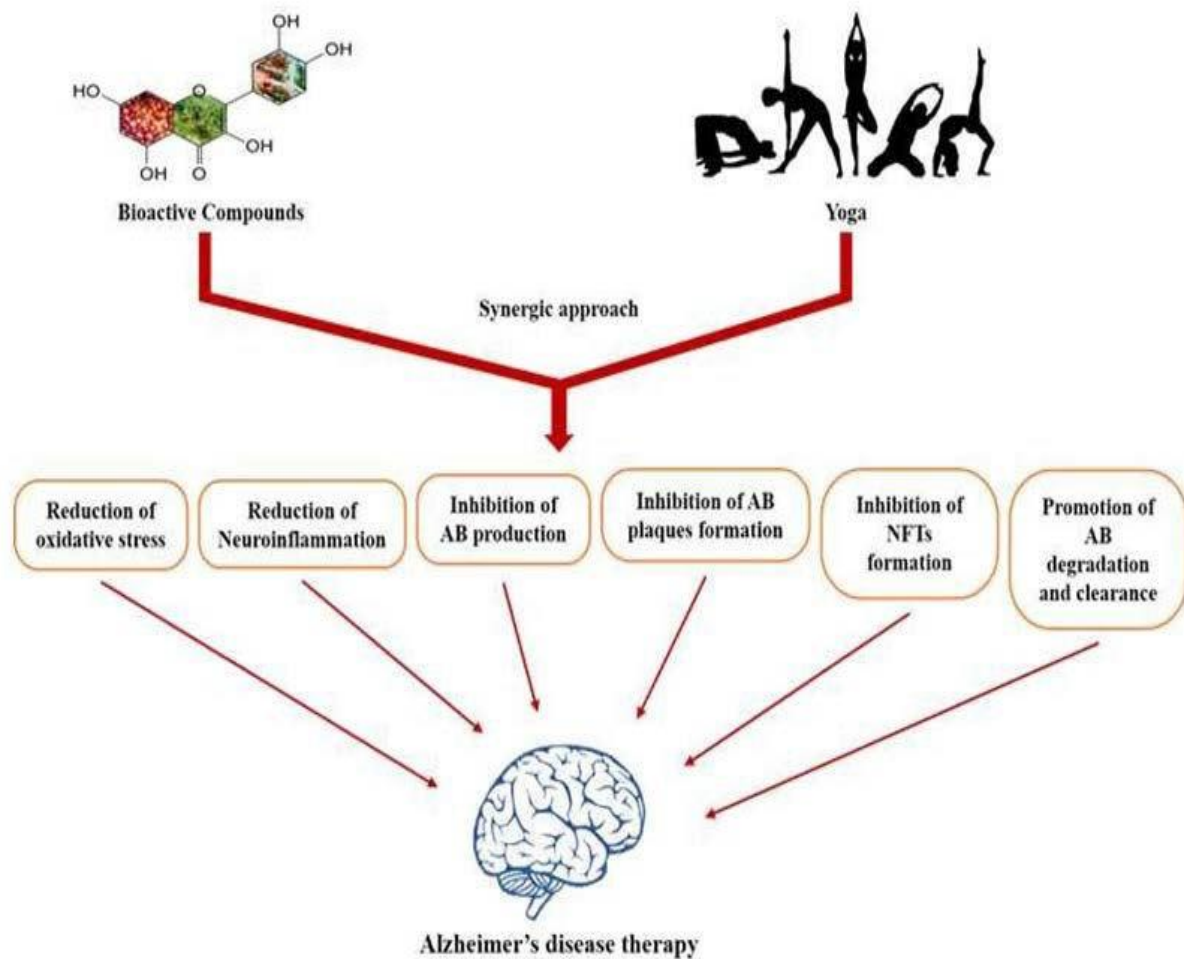 OH
OH
HO
O
OH
OH
O
Bioactive Compounds
Yoga
Synergic approach
Reduction of
oxidative stress
Reduction of
Neuroinflammation
Inhibition of
AB production
Inhibition of AB
plaques formation
Inhibition of
NFTs
formation
Promotion of
AB
degradation
and clearance
Alzheimer's disease therapy